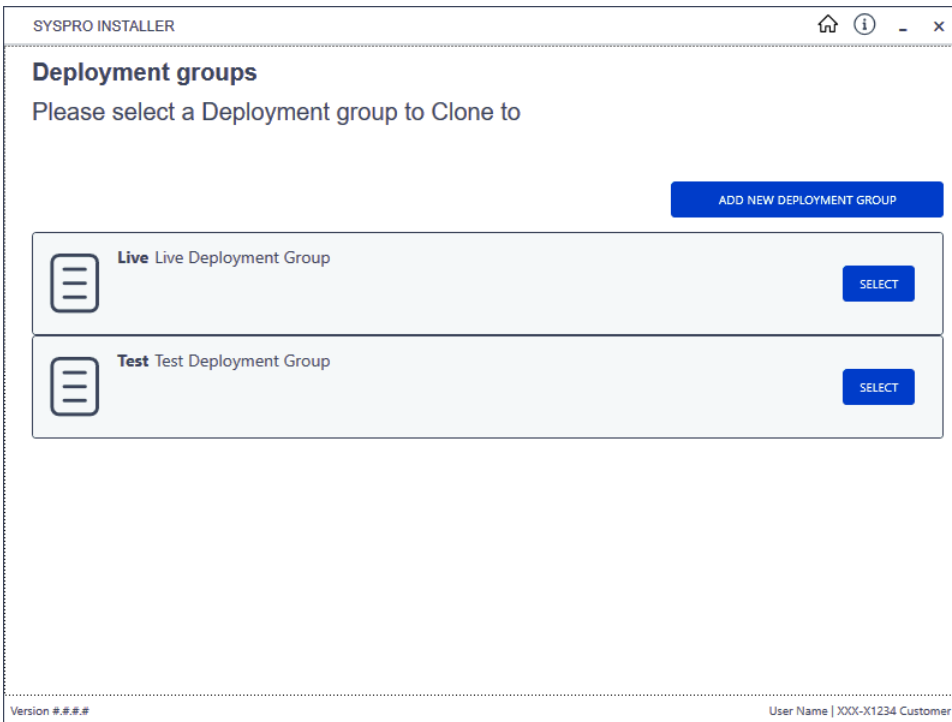 SYSPRO INSTALLER
Deployment groups
Please select a Deployment group to Clone to
ADD NEW DEPLOYMENT GROUP
Live Live Deployment Group
SELECT
Test Test Deployment Group
SELECT
Version #.#.#.#
User Name | XXX-X1234 Customer